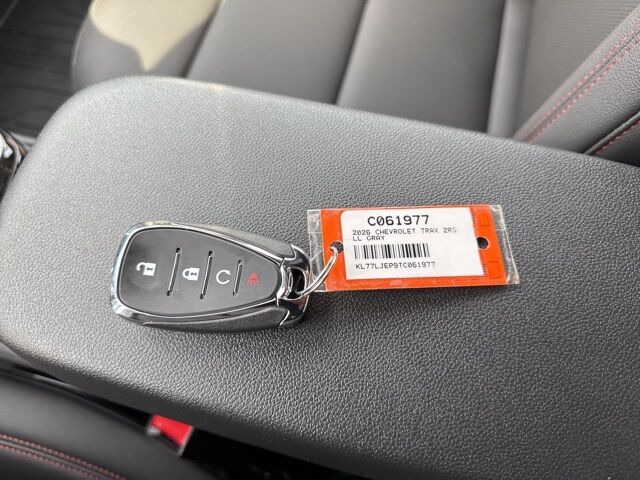 C061977
2026 CHEVROLET TRAX 2RS
LL GRAY
KL77LJEP9TC061977